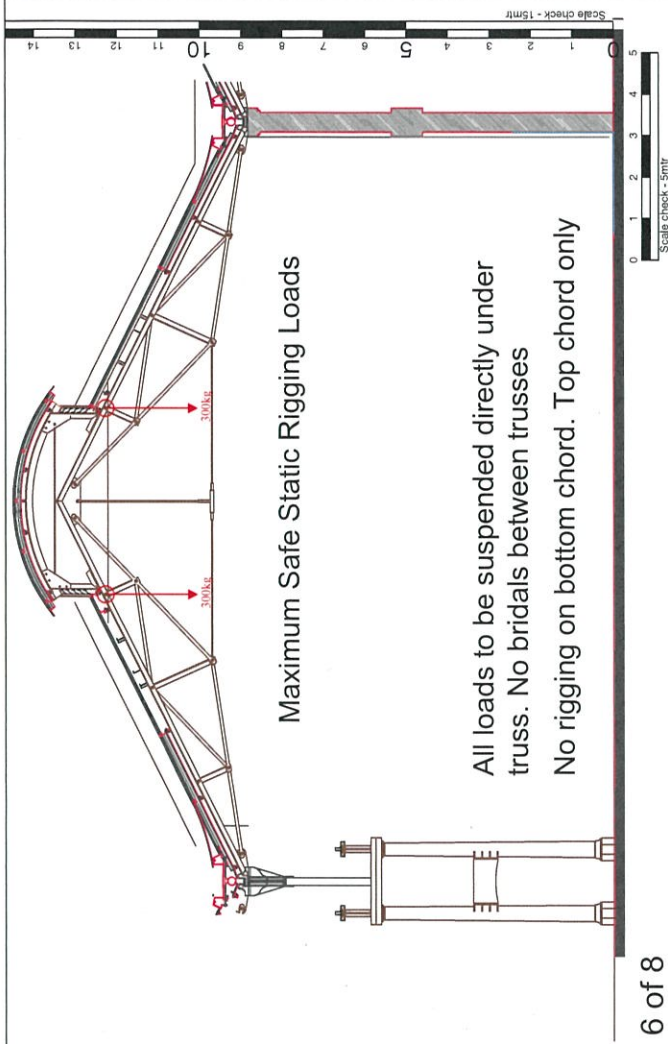 Maximum Safe Static Rigging Loads
300kg
300kg
All loads to be suspended directly under
truss. No bridals between trusses
No rigging on bottom chord. Top chord only
6 of 8
14
13
12
11
10
9
8
7
6
5
4
3
2
1
0
Scale check - 15mtr
0
1
2
3
4
5
Scale check - 5mtr